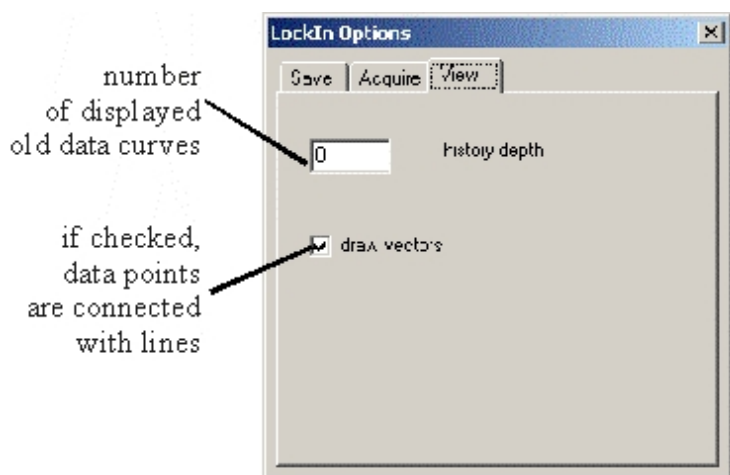 LockIn Options
Save Acquire View
number
of displayed
old data curves
0 history depth
if checked,
data points
are connected
with lines
draw vectors